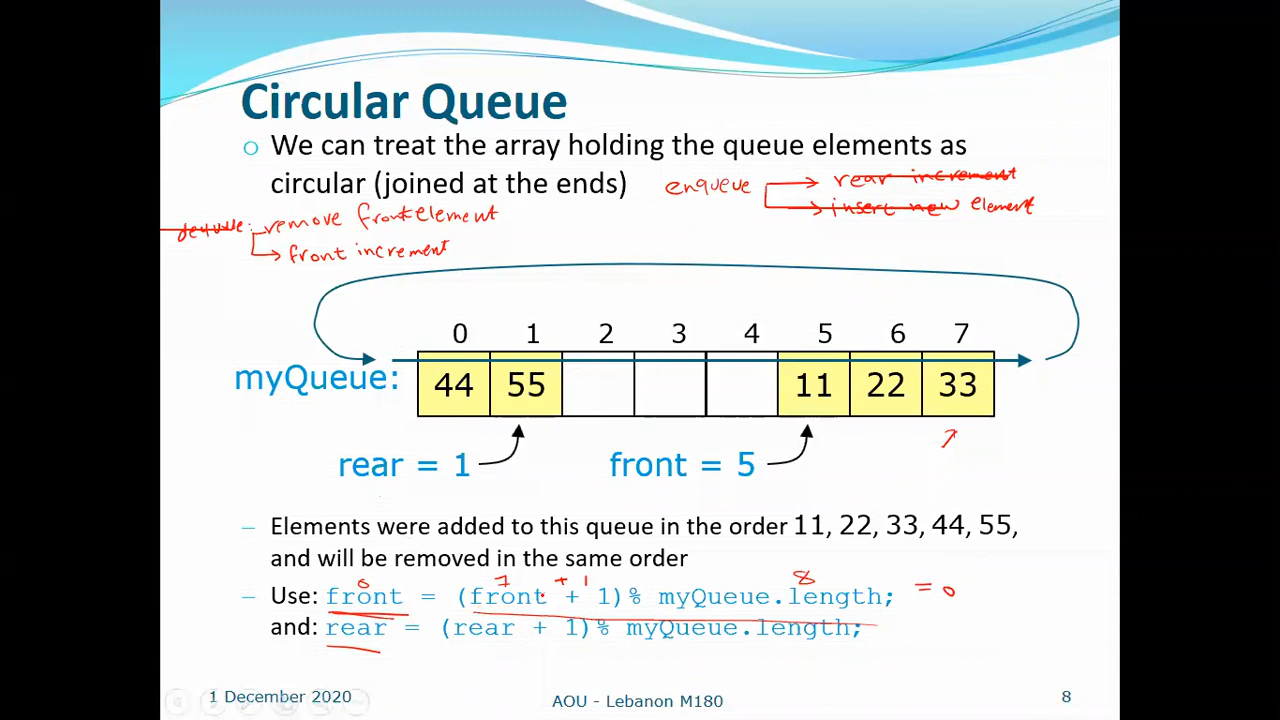 Circular Queue
We can treat the array holding the queue elements as
circular (joined at the ends)
enqueue → rear increment
→ insert new element
dequeue: remove front element
→ front increment
0 1 2 3 4 5 6 7
myQueue: 44 55 11 22 33
rear = 1 front = 5
– Elements were added to this queue in the order 11, 22, 33, 44, 55,
and will be removed in the same order
0 7 + 1 8
– Use: front = (front + 1)% myQueue.length; = 0
and: rear = (rear + 1)% myQueue.length;
1 December 2020 AOU - Lebanon M180 8